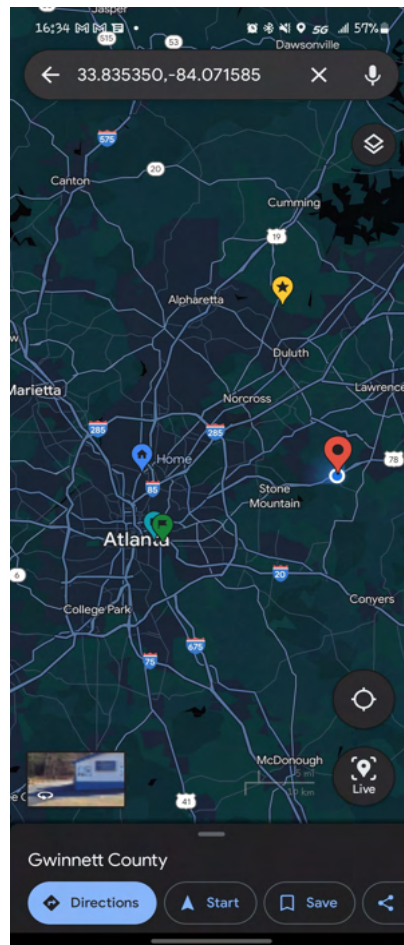 Jasper
16:34 5G 57%
515
53
Dawsonville
33.835350,-84.071585
575
20
Canton
Cumming
19
Alpharetta
Duluth
Marietta
Norcross
Lawrence
285
285
Home
78
85
Stone
Mountain
Atlanta
6
20
College Park
Conyers
675
75
McDonough
5 mi
10 km
41
Live
Gwinnett County
Directions
Start
Save